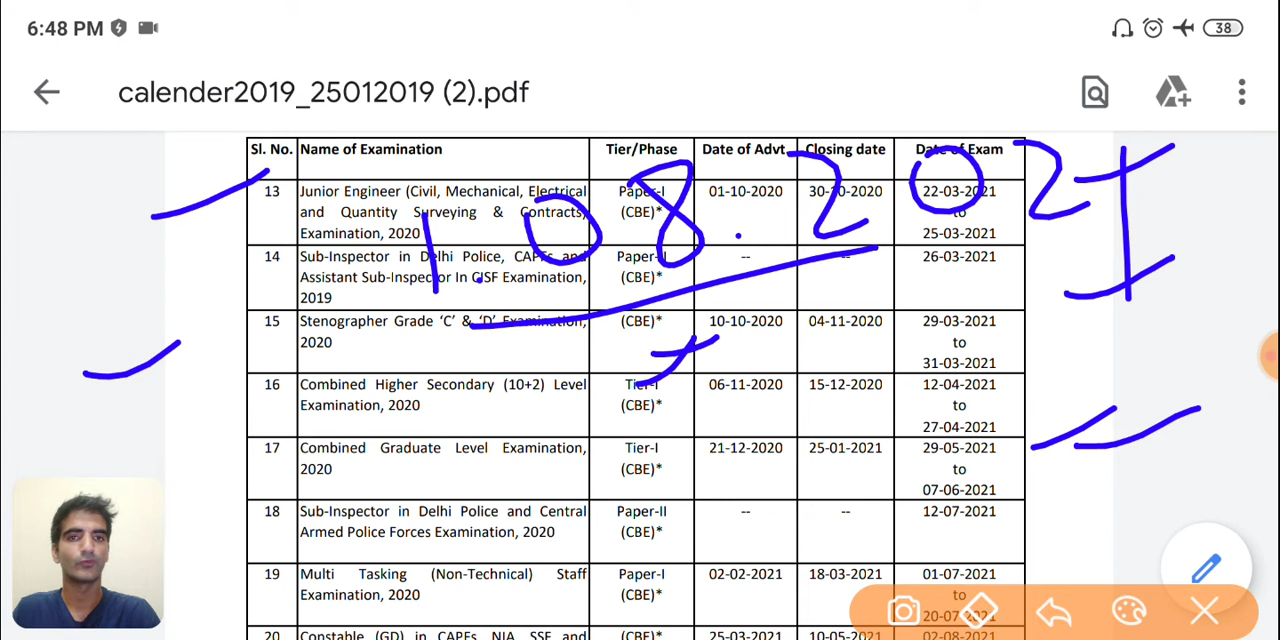 6:48 PM 38
calender2019_25012019 (2).pdf
Sl. No. Name of Examination Tier/Phase Date of Advt. Closing date Date of Exam
13 Junior Engineer (Civil, Mechanical, Electrical Paper-I 01-10-2020 30-10-2020 22-03-2021
and Quantity Surveying & Contracts) (CBE)* to
Examination, 2020 25-03-2021
14 Sub-Inspector in Delhi Police, CAPFs and Paper-II -- -- 26-03-2021
Assistant Sub-Inspector In CISF Examination, (CBE)*
2019
15 Stenographer Grade ‘C’ & ‘D’ Examination, (CBE)* 10-10-2020 04-11-2020 29-03-2021
2020 to
31-03-2021
16 Combined Higher Secondary (10+2) Level Tier-I 06-11-2020 15-12-2020 12-04-2021
Examination, 2020 (CBE)* to
27-04-2021
17 Combined Graduate Level Examination, Tier-I 21-12-2020 25-01-2021 29-05-2021
2020 (CBE)* to
07-06-2021
18 Sub-Inspector in Delhi Police and Central Paper-II -- -- 12-07-2021
Armed Police Forces Examination, 2020 (CBE)*
19 Multi Tasking (Non-Technical) Staff Paper-I 02-02-2021 18-03-2021 01-07-2021
Examination, 2020 (CBE)* to
20-07-2021
20 Constable (GD) in CAPFs, NIA, SSF and (CBE)* 25-03-2021 10-05-2021 02-08-2021
1.08.202